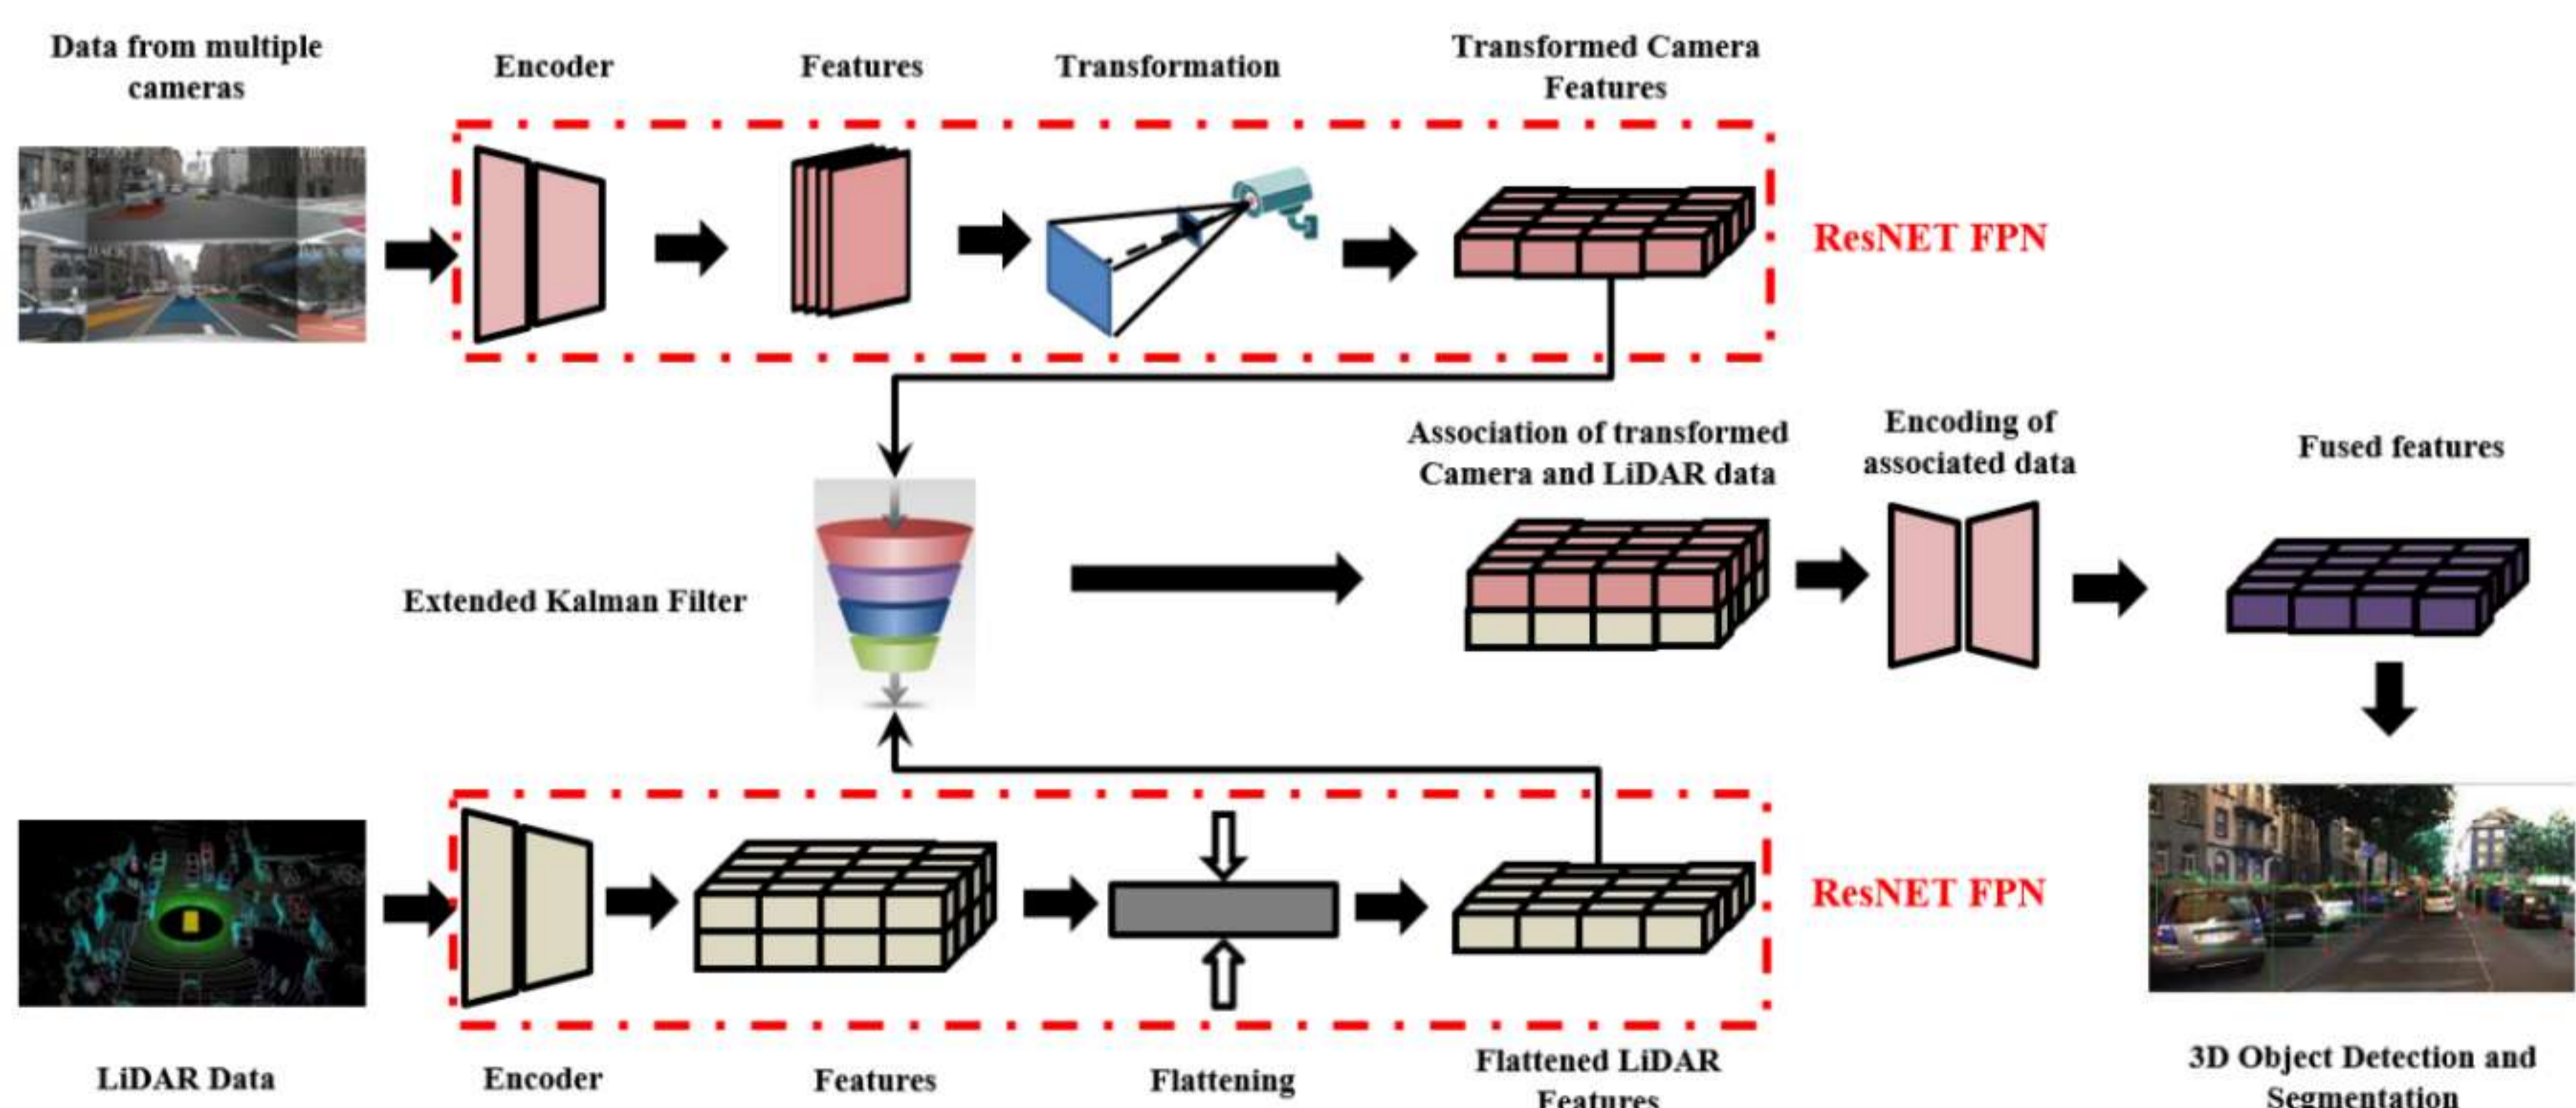 Data from multiple
cameras
Encoder
Features
Transformation
Transformed Camera
Features
ResNET FPN
Association of transformed
Camera and LiDAR data
Encoding of
associated data
Fused features
Extended Kalman Filter
ResNET FPN
LiDAR Data
Encoder
Features
Flattening
Flattened LiDAR
Features
3D Object Detection and
Segmentation